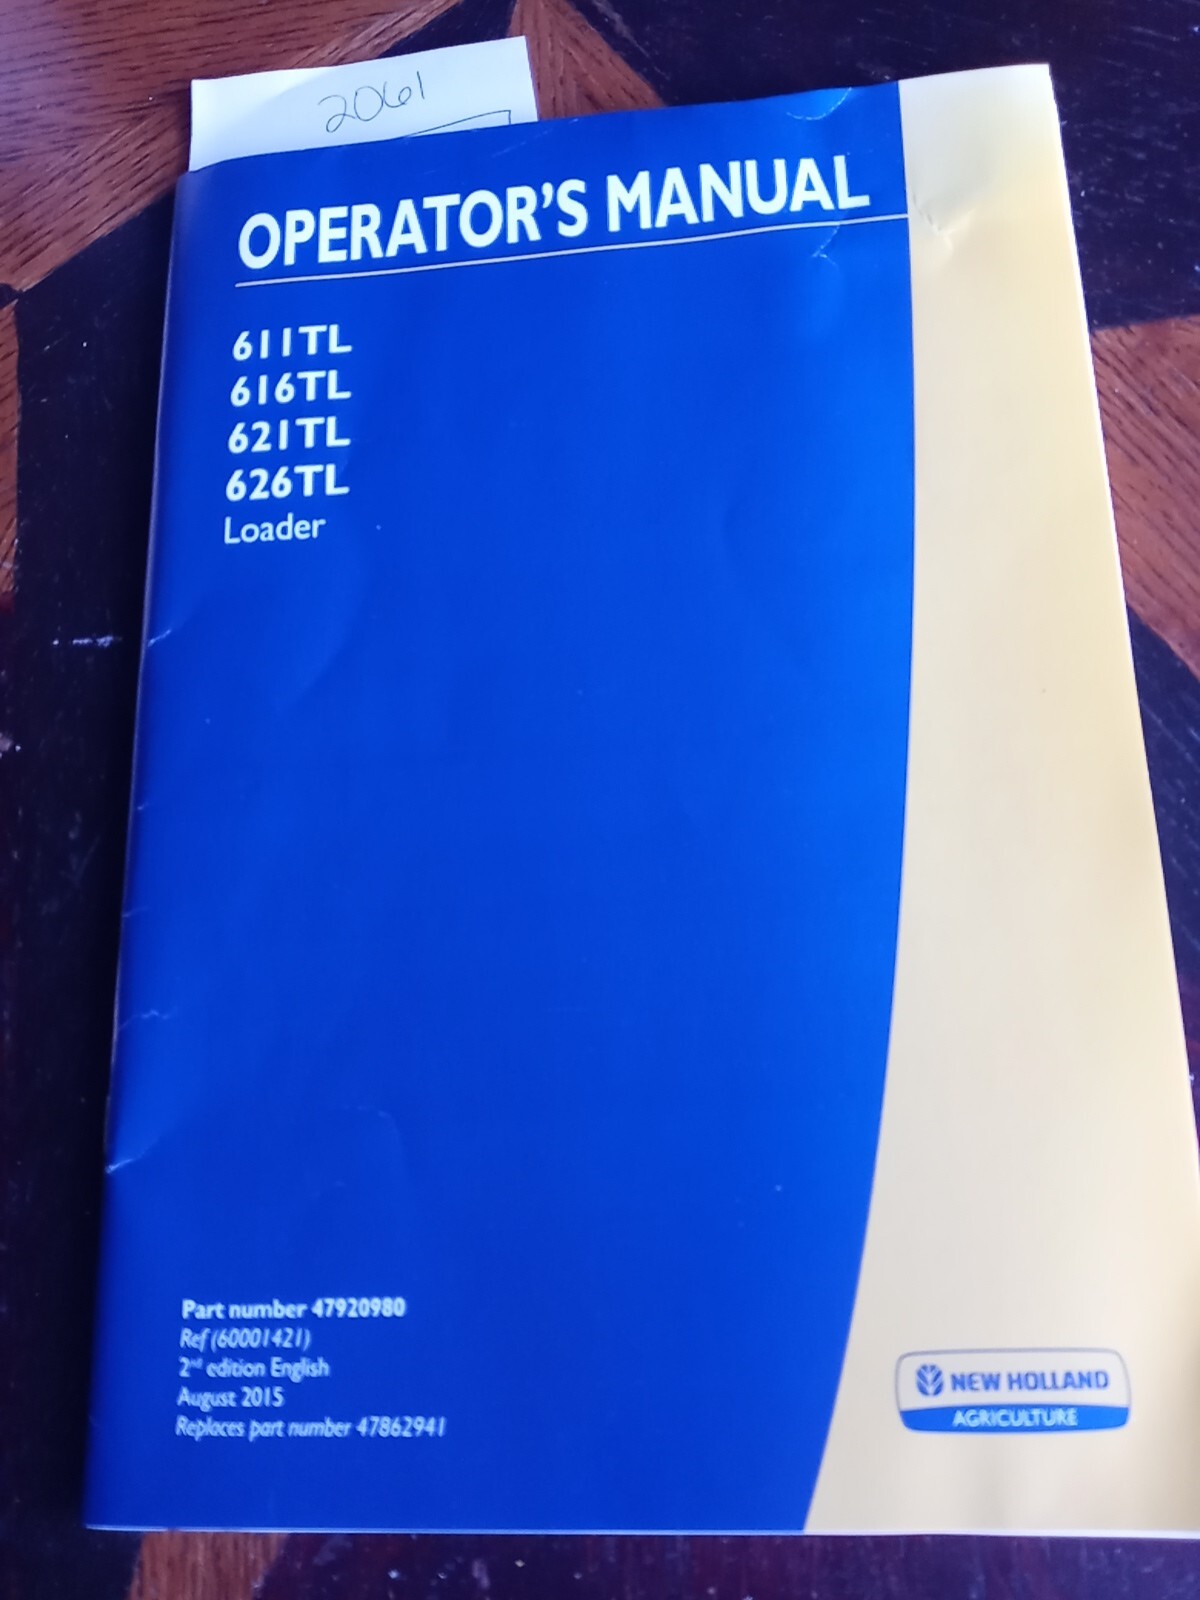 2061
OPERATOR'S MANUAL
611TL
616TL
621TL
626TL
Loader
Part number 47920980
Ref (60001421)
2nd edition English
August 2015
Replaces part number 47862941
NEW HOLLAND
AGRICULTURE